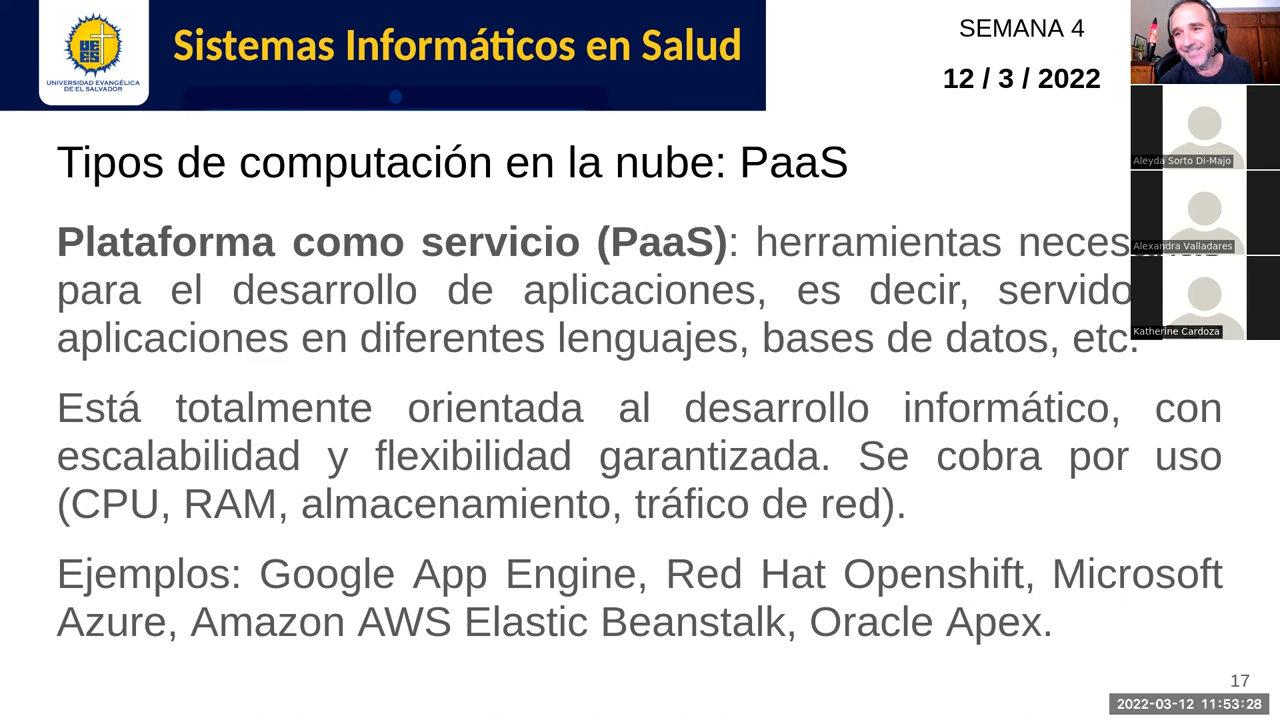 UNIVERSIDAD EVANGÉLICA
DE EL SALVADOR
Sistemas Informáticos en Salud
SEMANA 4
12 / 3 / 2022
Aleyda Sorto Di-Majo
Alexandra Valladares
Katherine Cardoza
Tipos de computación en la nube: PaaS
Plataforma como servicio (PaaS): herramientas
para el desarrollo de aplicaciones, es decir,
aplicaciones en diferentes lenguajes, bases de datos, etc.
Está totalmente orientada al desarrollo informático, con
escalabilidad y flexibilidad garantizada. Se cobra por uso
(CPU, RAM, almacenamiento, tráfico de red).
Ejemplos: Google App Engine, Red Hat Openshift, Microsoft
Azure, Amazon AWS Elastic Beanstalk, Oracle Apex.
17
2022-03-12 11:53:28